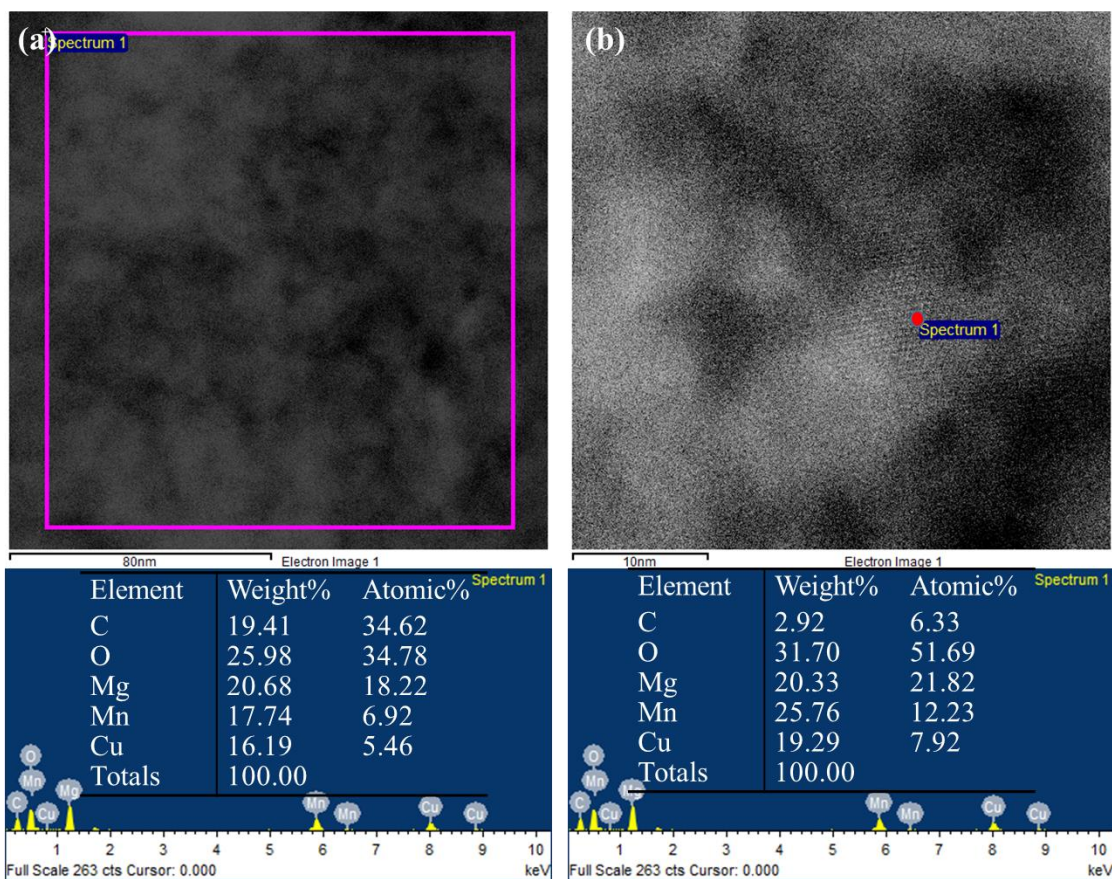 (a)
Spectrum 1
80nm
Electron Image 1
Spectrum 1
Element Weight% Atomic%
C 19.41 34.62
O 25.98 34.78
Mg 20.68 18.22
Mn 17.74 6.92
Cu 16.19 5.46
Totals 100.00
O
Mn
C
Cu
Mg
Mn
Mn
Cu
Cu
1 2 3 4 5 6 7 8 9 10
Full Scale 263 cts Cursor: 0.000 keV
(b)
Spectrum 1
10nm
Electron Image 1
Spectrum 1
Element Weight% Atomic%
C 2.92 6.33
O 31.70 51.69
Mg 20.33 21.82
Mn 25.76 12.23
Cu 19.29 7.92
Totals 100.00
O
Mn
C
Cu
Mg
Mn
Mn
Cu
Cu
1 2 3 4 5 6 7 8 9 10
Full Scale 263 cts Cursor: 0.000 keV